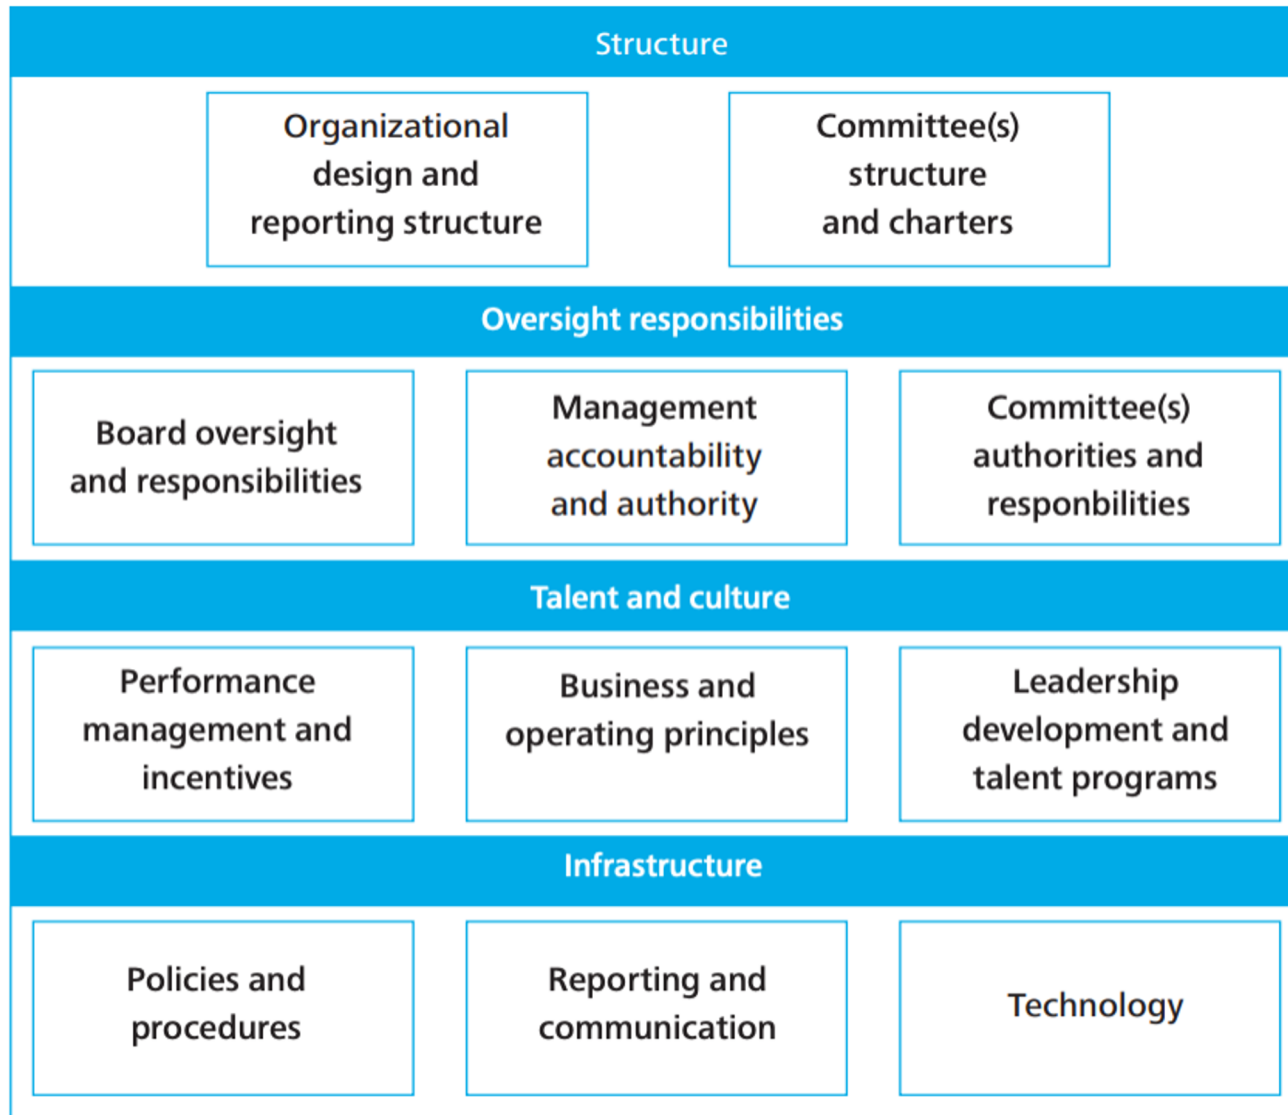 Structure
Organizational
design and
reporting structure
Committee(s)
structure
and charters
Oversight responsibilities
Board oversight
and responsibilities
Management
accountability
and authority
Committee(s)
authorities and
responbilities
Talent and culture
Performance
management and
incentives
Business and
operating principles
Leadership
development and
talent programs
Infrastructure
Policies and
procedures
Reporting and
communication
Technology